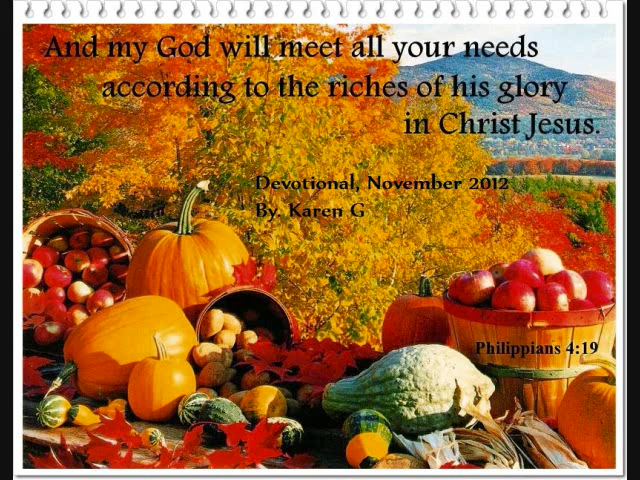 And my God will meet all your needs
according to the riches of his glory
in Christ Jesus.
Devotional, November 2012
By. Karen G
Philippians 4:19